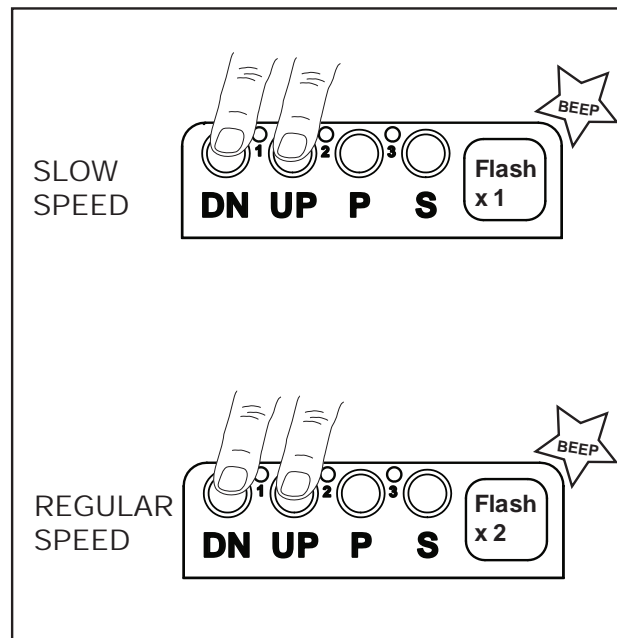 BEEP
SLOW
SPEED
1 2 3
DN UP P S
Flash
x 1
BEEP
REGULAR
SPEED
1 2 3
DN UP P S
Flash
x 2